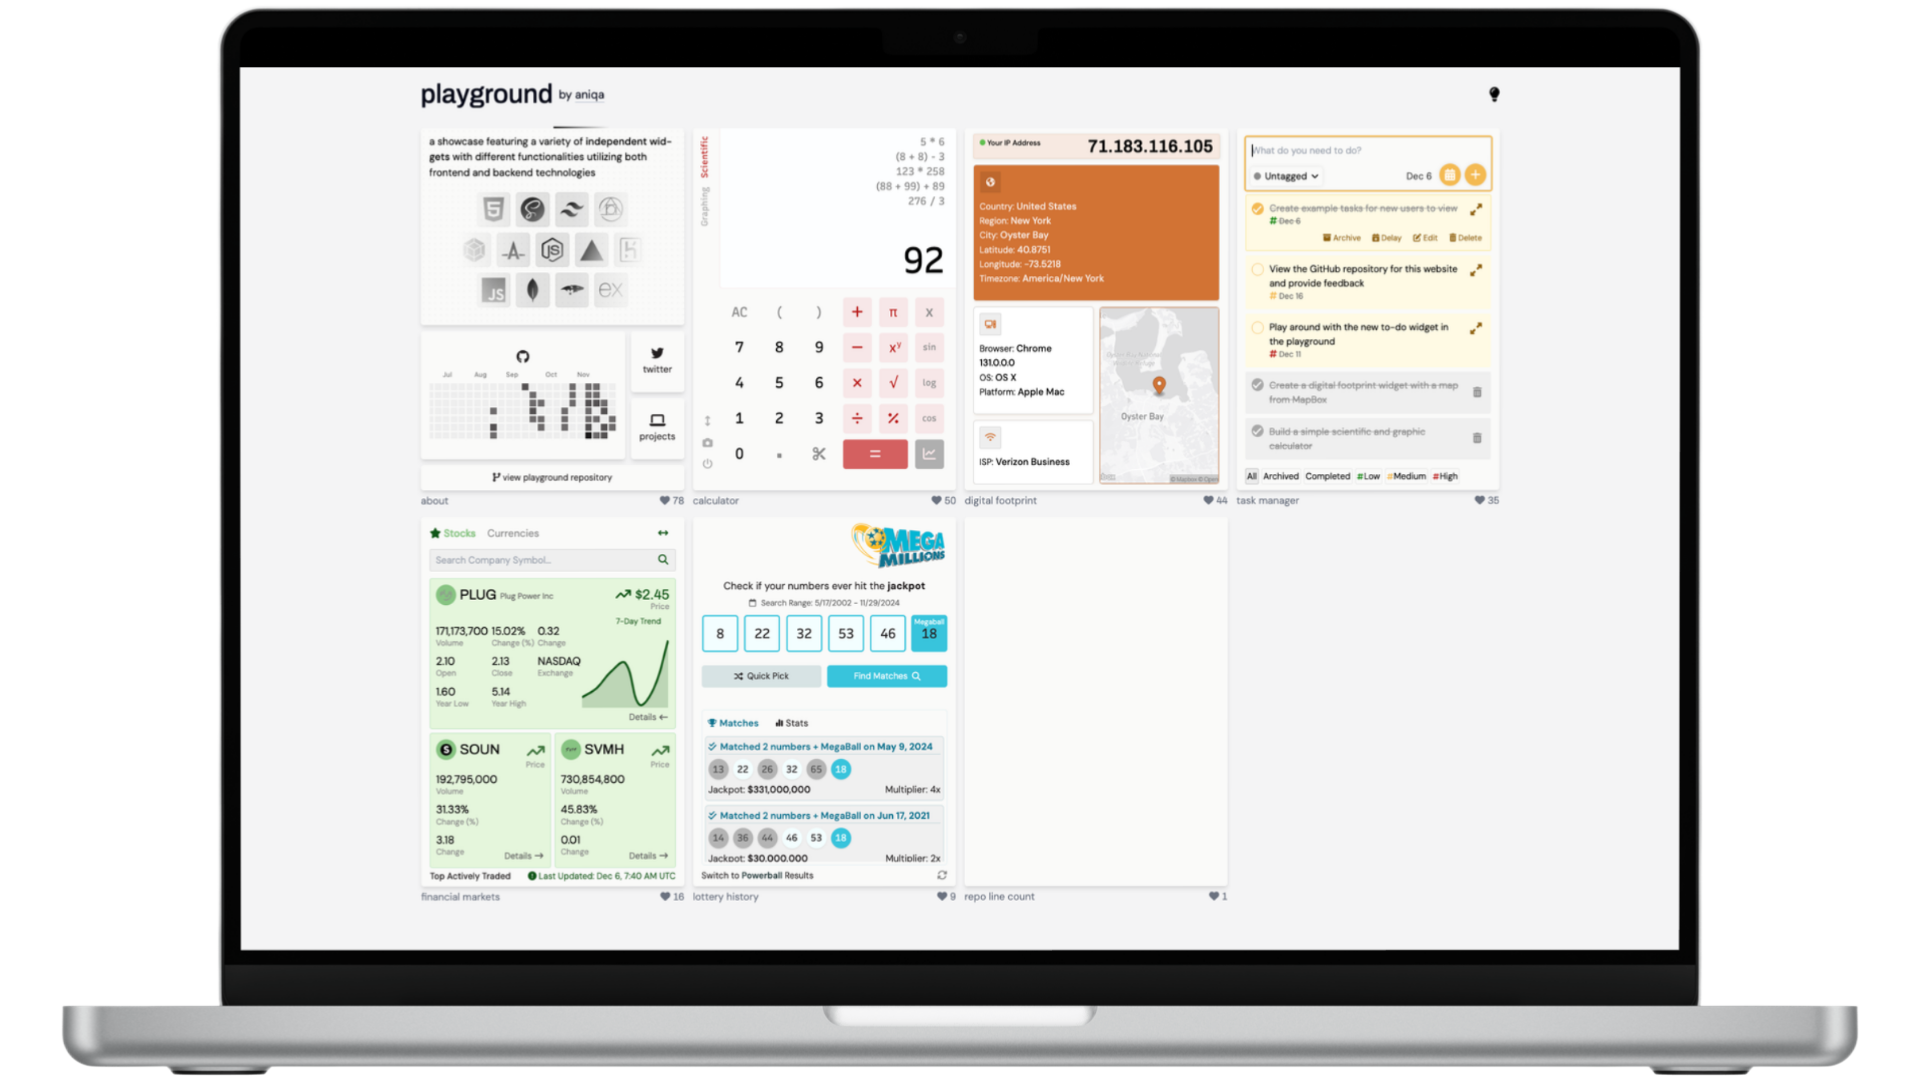 playground by aniqa
a showcase featuring a variety of independent wid-
gets with different functionalities utilizing both
frontend and backend technologies
JS
ex
Jul Aug Sep Oct Nov
twitter
projects
view playground repository
about 78
Scientific
Graphing
5 * 6
(8 + 8) - 3
123 * 258
(88 + 99) + 89
276 / 3
92
AC ( ) + π x
7 8 9 − xʸ sin
4 5 6 × √ log
1 2 3 ÷ % cos
0 . =
calculator 50
Your IP Address 71.183.116.105
Country: United States
Region: New York
City: Oyster Bay
Latitude: 40.8751
Longitude: -73.5218
Timezone: America/New York
Browser: Chrome
131.0.0.0
OS: OS X
Platform: Apple Mac
ISP: Verizon Business
Oyster Bay
digital footprint 44
What do you need to do?
Untagged Dec 6 +
Create example tasks for new users to view
# Dec 6
Archive Delay Edit Delete
View the GitHub repository for this website
and provide feedback
# Dec 16
Play around with the new to-do widget in
the playground
# Dec 11
Create a digital footprint widget with a map
from MapBox
Build a simple scientific and graphic
calculator
All Archived Completed #Low #Medium #High
task manager 35
Stocks Currencies
Search Company Symbol...
PLUG Plug Power Inc $2.45
Price
7-Day Trend
171,173,700 15.02% 0.32
Volume Change (%) Change
2.10 2.13 NASDAQ
Open Close Exchange
1.60 5.14
Year Low Year High
Details ←
SOUN
Price
192,795,000
Volume
31.33%
Change (%)
3.18
Change
Details →
SVMH
Price
730,854,800
Volume
45.83%
Change (%)
0.01
Change
Details →
Top Actively Traded Last Updated: Dec 6, 7:40 AM UTC
financial markets 16
MEGA
MILLIONS
Check if your numbers ever hit the jackpot
Search Range: 5/17/2002 - 11/29/2024
Megaball
8 22 32 53 46 18
Quick Pick Find Matches
Matches Stats
Matched 2 numbers + MegaBall on May 9, 2024
13 22 26 32 65 18
Jackpot: $331,000,000 Multiplier: 4x
Matched 2 numbers + MegaBall on Jun 17, 2021
14 36 44 46 53 18
Jackpot: $30,000,000 Multiplier: 2x
Switch to Powerball Results
lottery history 9
repo line count 1